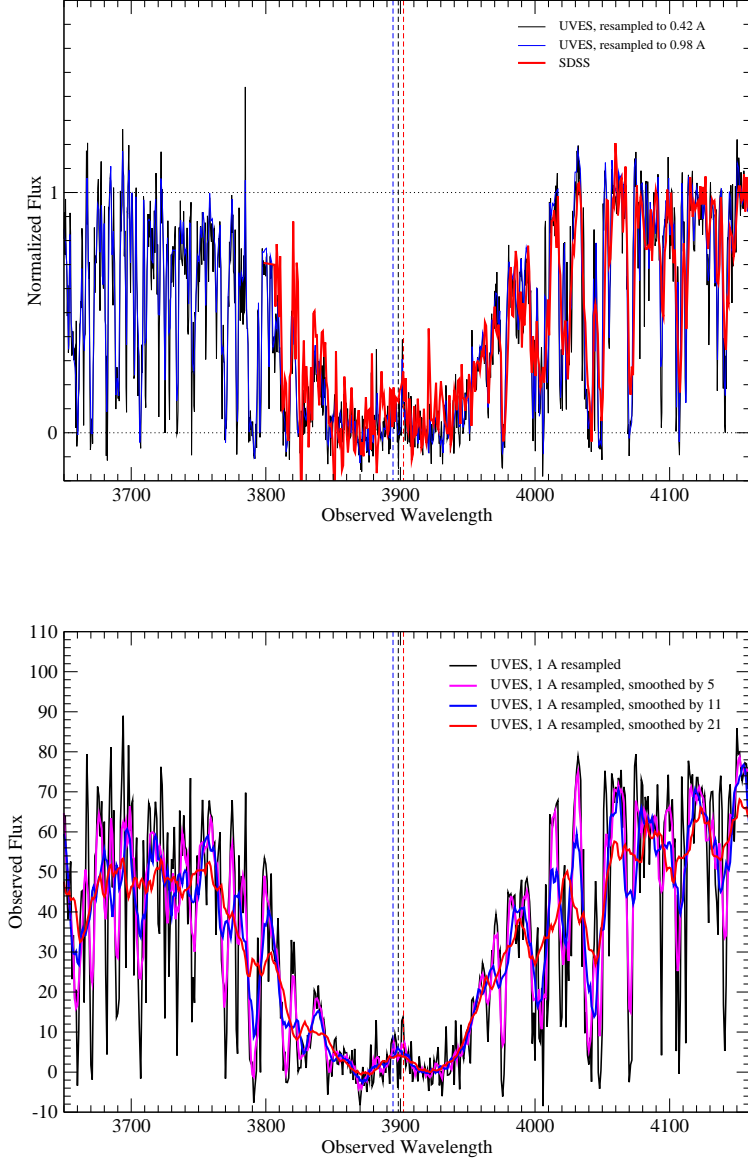 UVES, resampled to 0.42 A
UVES, resampled to 0.98 A
SDSS
1
0
Normalized Flux
3700 3800 3900 4000 4100
Observed Wavelength
110
100
90
80
70
60
50
40
30
20
10
0
-10
Observed Flux
UVES, 1 A resampled
UVES, 1 A resampled, smoothed by 5
UVES, 1 A resampled, smoothed by 11
UVES, 1 A resampled, smoothed by 21
3700 3800 3900 4000 4100
Observed Wavelength